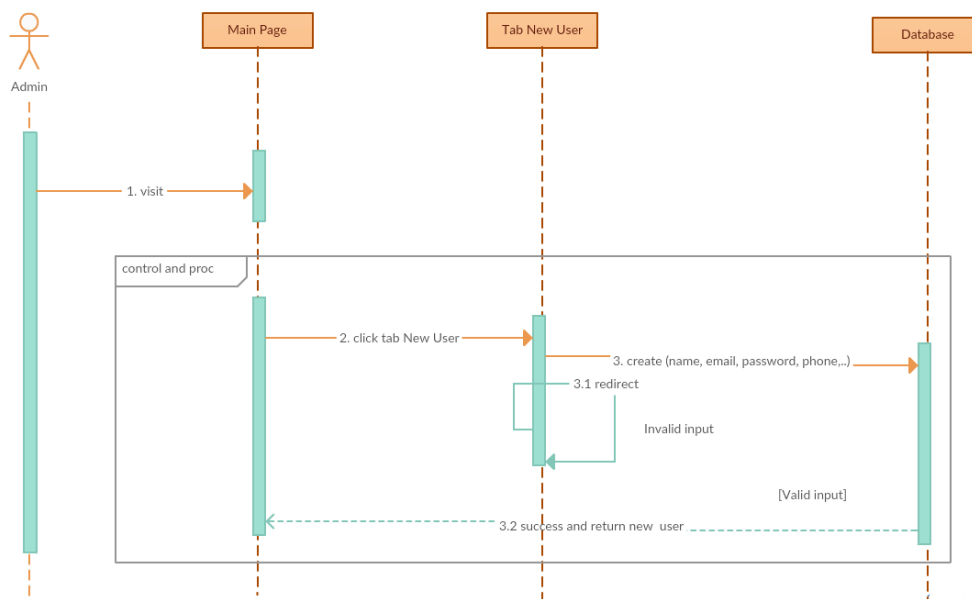 Main Page
Tab New User
Database
Admin
1. visit
control and proc
2. click tab New User
3. create (name, email, password, phone,..)
3.1 redirect
Invalid input
[Valid input]
3.2 success and return new user